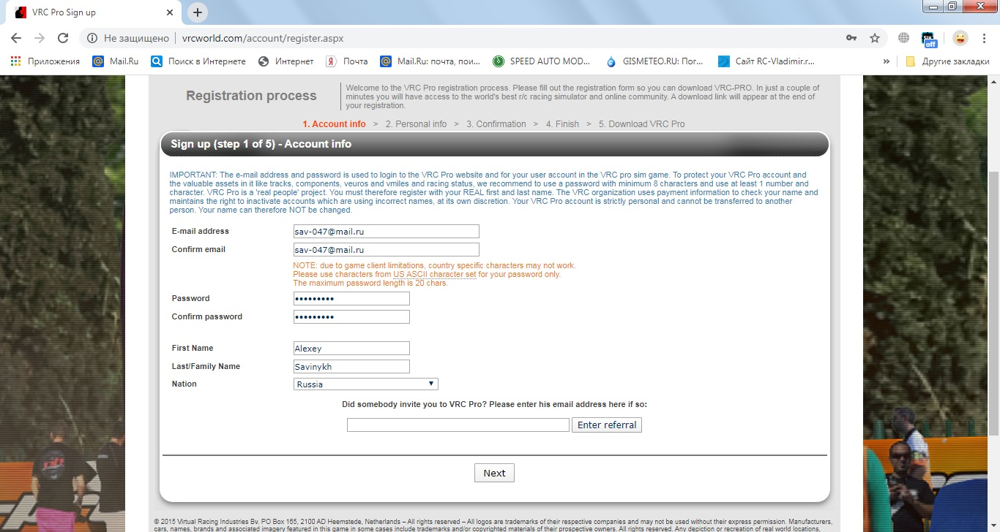 VRC Pro Sign up
Не защищено
vrcworld.com/account/register.aspx
off
Приложения
Mail.Ru
Поиск в Интернете
Интернет
Почта
Mail.Ru: почта, пои...
SPEED AUTO MOD...
GISMETEO.RU: Пог...
Сайт RC-Vladimir.r...
»
Другие закладки
Registration process
Welcome to the VRC Pro registration process. Please fill out the registration form so you can download VRC-PRO. In just a couple of
minutes you will have access to the world's best r/c racing simulator and online community. A download link will appear at the end of
your registration.
1. Account info > 2. Personal info > 3. Confirmation > 4. Finish > 5. Download VRC Pro
Sign up (step 1 of 5) - Account info
IMPORTANT: The e-mail address and password is used to login to the VRC Pro website and for your user account in the VRC pro sim game. To protect your VRC Pro account and
the valuable assets in it like tracks, components, veuros and vmiles and racing status, we recommend to use a password with minimum 8 characters and use at least 1 number and
character. VRC Pro is a 'real people' project. You must therefore register with your REAL first and last name. The VRC organization uses payment information to check your name and
maintains the right to inactivate accounts which are using incorrect names, at its own discretion. Your VRC Pro account is strictly personal and cannot be transferred to another
person. Your name can therefore NOT be changed.
E-mail address
sav-047@mail.ru
Confirm email
sav-047@mail.ru
NOTE: due to game client limitations, country specific characters may not work.
Please use characters from US ASCII character set for your password only.
The maximum password length is 20 chars.
Password
•••••••••
Confirm password
•••••••••
First Name
Alexey
Last/Family Name
Savinykh
Nation
Russia
Did somebody invite you to VRC Pro? Please enter his email address here if so:
Enter referral
Next
© 2015 Virtual Racing Industries Bv. PO Box 165, 2100 AD Heemstede, Netherlands – All rights reserved – All logos are trademarks of their respective companies and may not be used without their express permission. Manufacturers,
cars, names, brands and associated imagery featured in this game in some cases include trademarks and/or copyrighted materials of their prospective owners. All rights reserved. Any depiction or recreation of real world locations,